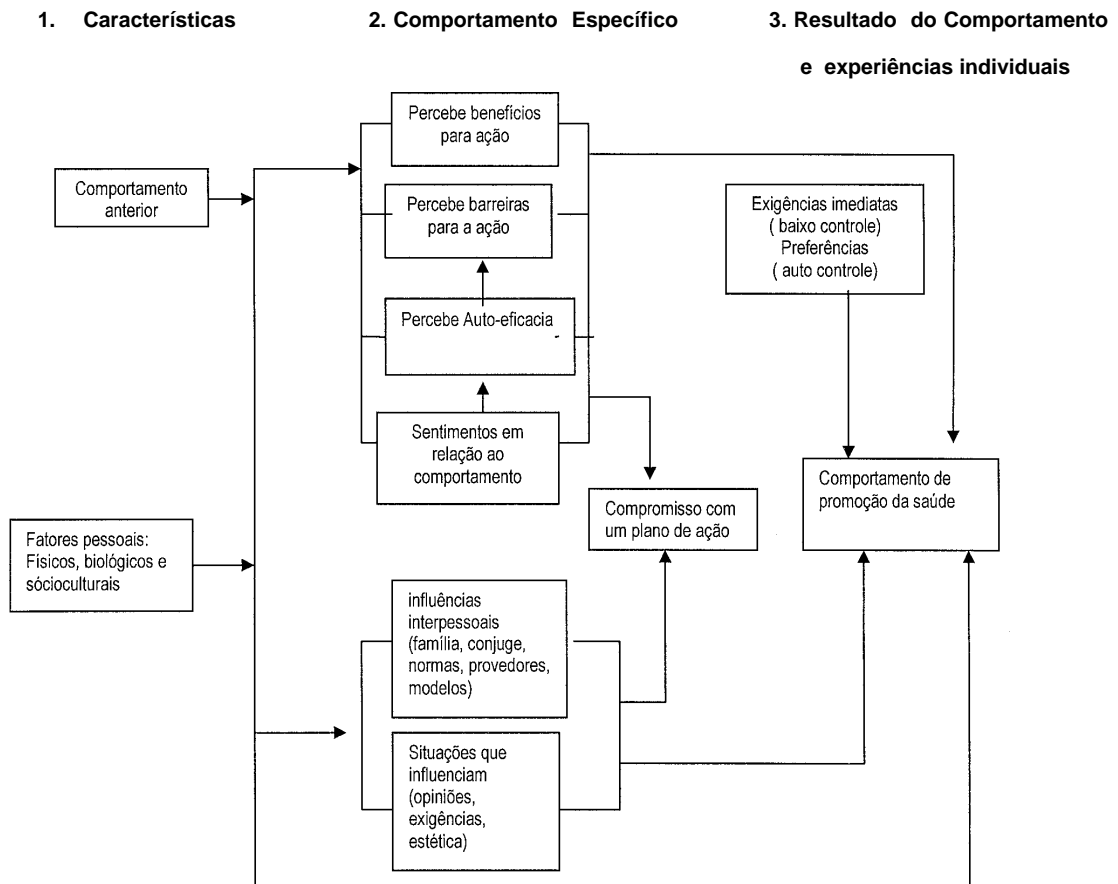 1. Características
2. Comportamento Específico
3. Resultado do Comportamento
e experiências individuais
Percebe benefícios
para ação
Comportamento
anterior
Percebe barreiras
para a ação
Exigências imediatas
( baixo controle)
Preferências
( auto controle)
Percebe Auto-eficacia
Sentimentos em
relação ao
comportamento
Comportamento de
promoção da saúde
Compromisso com
um plano de ação
Fatores pessoais:
Físicos, biológicos e
sócioculturais
influências
interpessoais
(família, conjuge,
normas, provedores,
modelos)
Situações que
influenciam
(opiniões,
exigências,
estética)